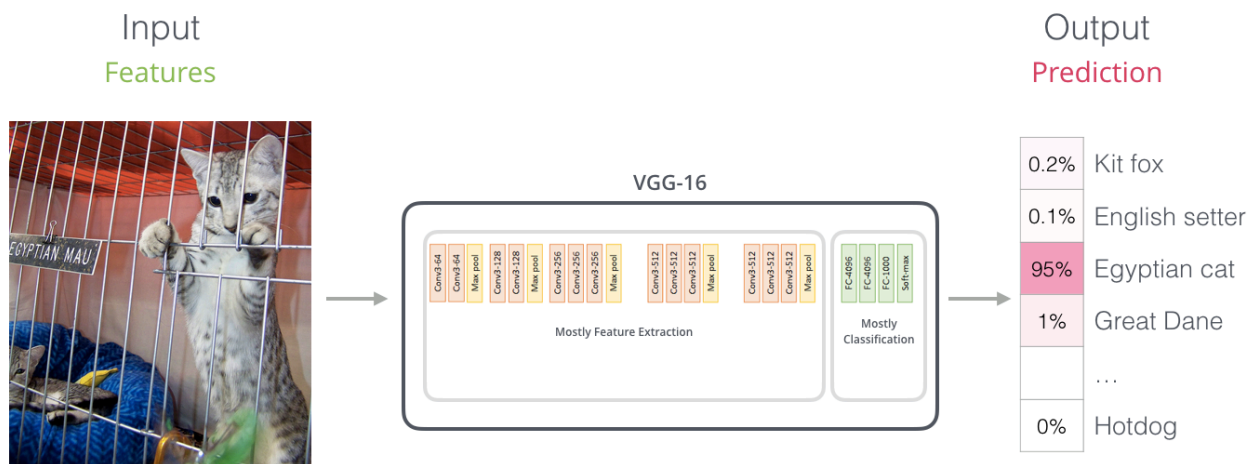 Input
Features
Output
Prediction
EGYPTIAN MAU
VGG-16
Conv3-64
Conv3-64
Max pool
Conv3-128
Conv3-128
Max pool
Conv3-256
Conv3-256
Conv3-256
Max pool
Conv3-512
Conv3-512
Conv3-512
Max pool
Conv3-512
Conv3-512
Conv3-512
Max pool
Mostly Feature Extraction
FC-4096
FC-4096
FC-1000
Soft-max
Mostly
Classification
0.2% Kit fox
0.1% English setter
95% Egyptian cat
1% Great Dane
...
0% Hotdog